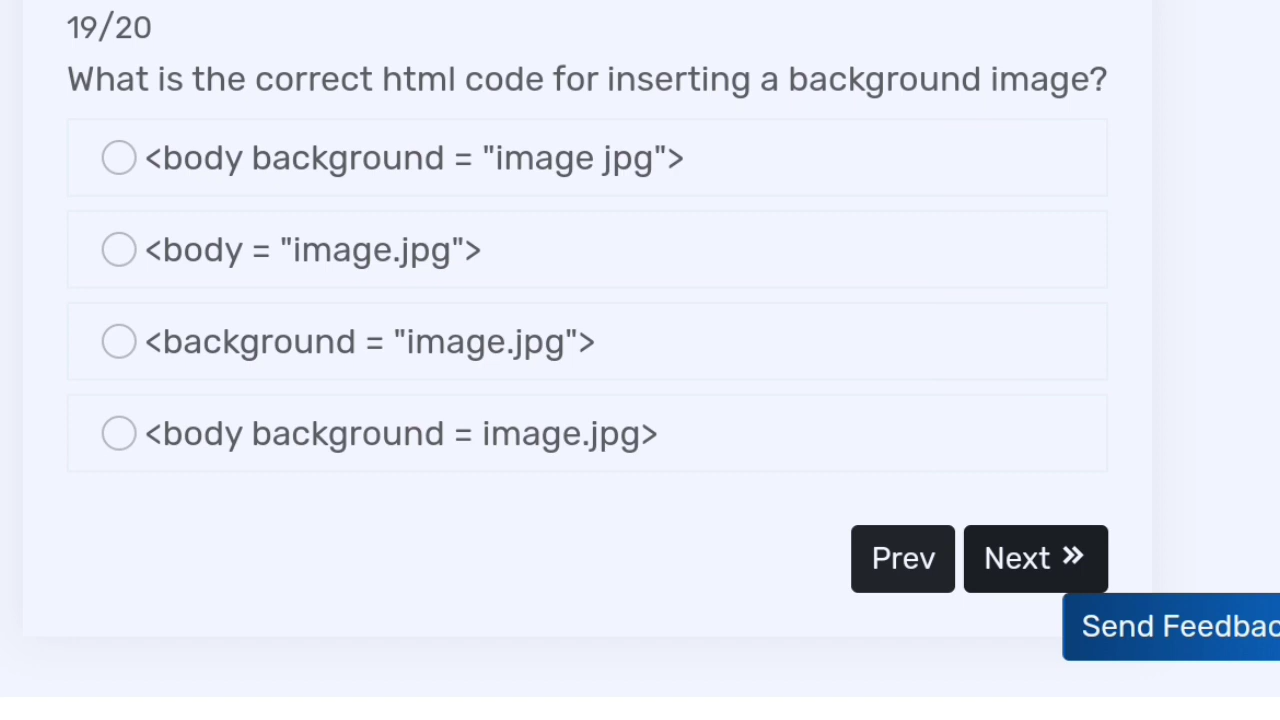 19/20
What is the correct html code for inserting a background image?
<body background = "image jpg">
<body = "image.jpg">
<background = "image.jpg">
<body background = image.jpg>
Prev
Next »
Send Feedbac